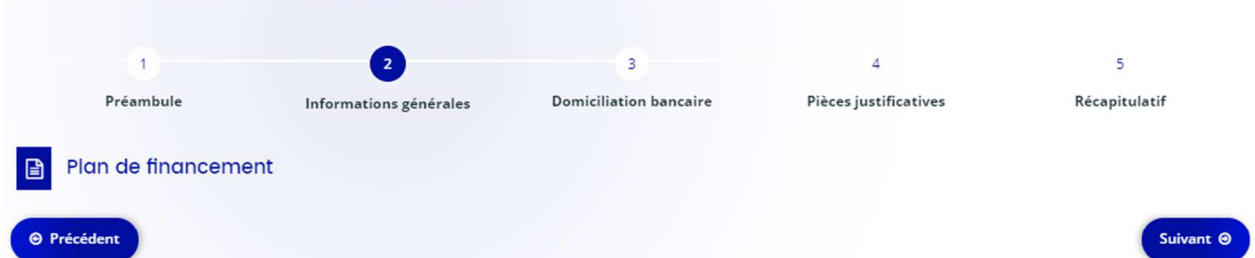 1 2 3 4 5
Préambule Informations générales Domiciliation bancaire Pièces justificatives Récapitulatif
Plan de financement
Précédent Suivant